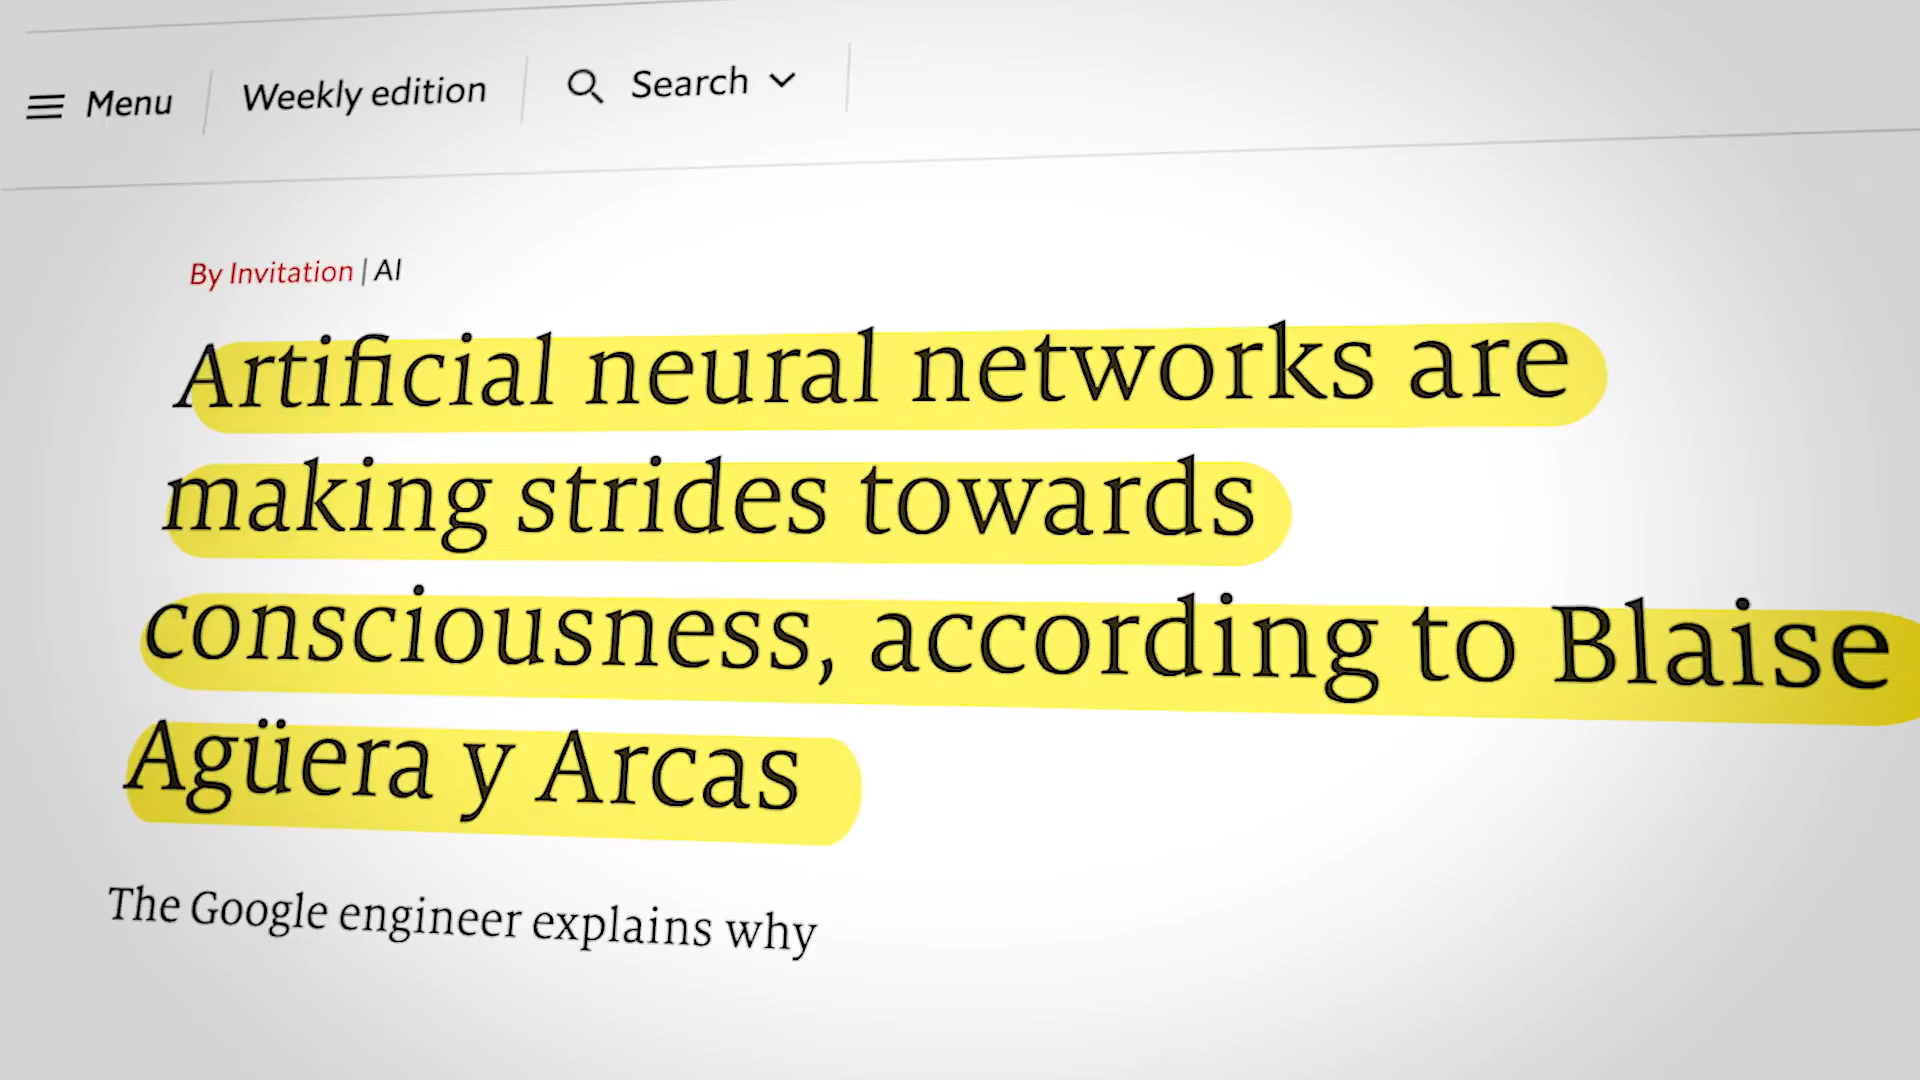 Menu Weekly edition Search
By Invitation | AI
Artificial neural networks are
making strides towards
consciousness, according to Blaise
Agüera y Arcas
The Google engineer explains why